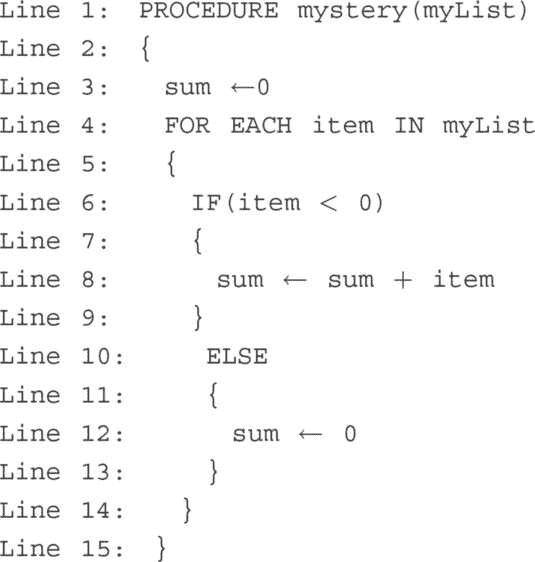 Line 1: PROCEDURE mystery(myList)
Line 2: {
Line 3: sum ←0
Line 4: FOR EACH item IN myList
Line 5: {
Line 6: IF(item < 0)
Line 7: {
Line 8: sum ← sum + item
Line 9: }
Line 10: ELSE
Line 11: {
Line 12: sum ← 0
Line 13: }
Line 14: }
Line 15: }